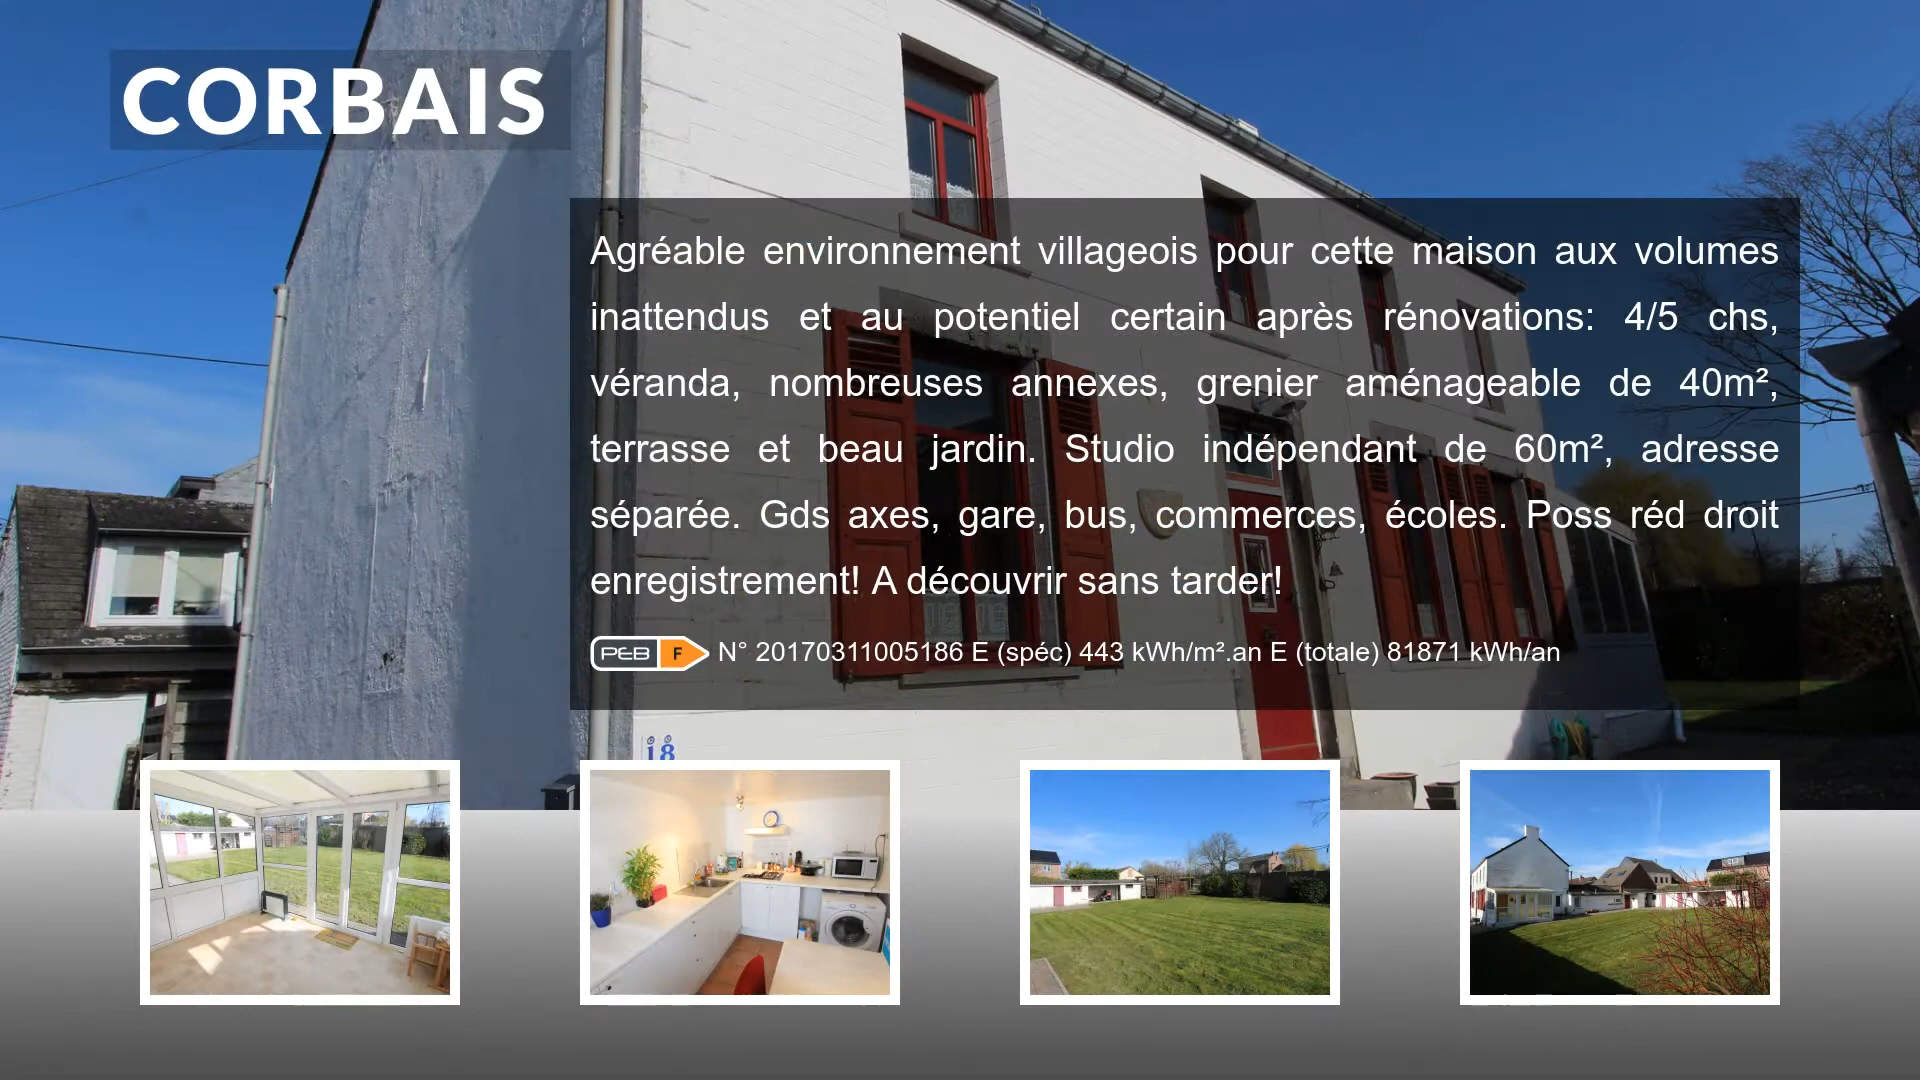 CORBAIS
Agréable environnement villageois pour cette maison aux volumes
inattendus et au potentiel certain après rénovations: 4/5 chs,
véranda, nombreuses annexes, grenier aménageable de 40m²,
terrasse et beau jardin. Studio indépendant de 60m², adresse
séparée. Gds axes, gare, bus, commerces, écoles. Poss réd droit
enregistrement! A découvrir sans tarder!
PEB F N° 20170311005186 E (spéc) 443 kWh/m².an E (totale) 81871 kWh/an
18